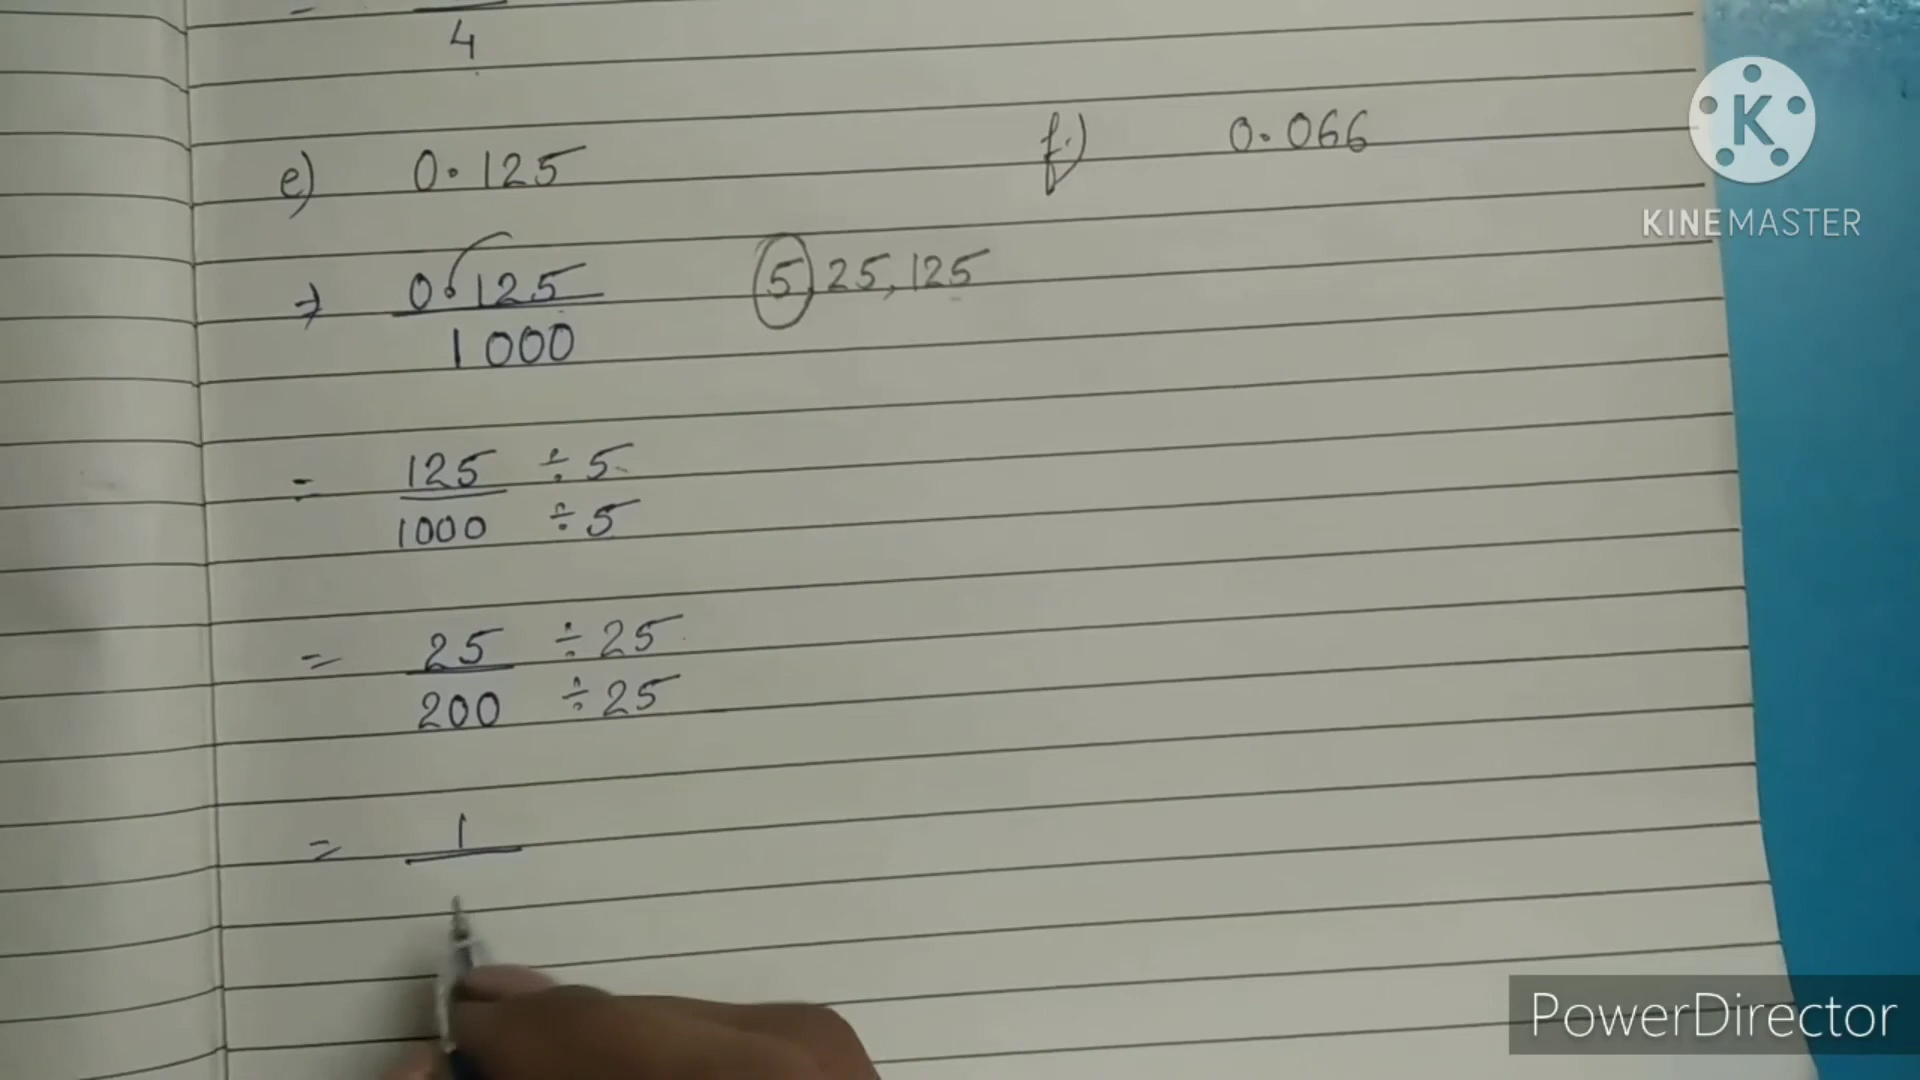 =
4
e) 0.125
f.) 0.066
K
KINEMASTER
→ 0.125
1000
5, 25, 125
= 125 ÷ 5
1000 ÷ 5
= 25 ÷ 25
200 ÷ 25
= 1
PowerDirector